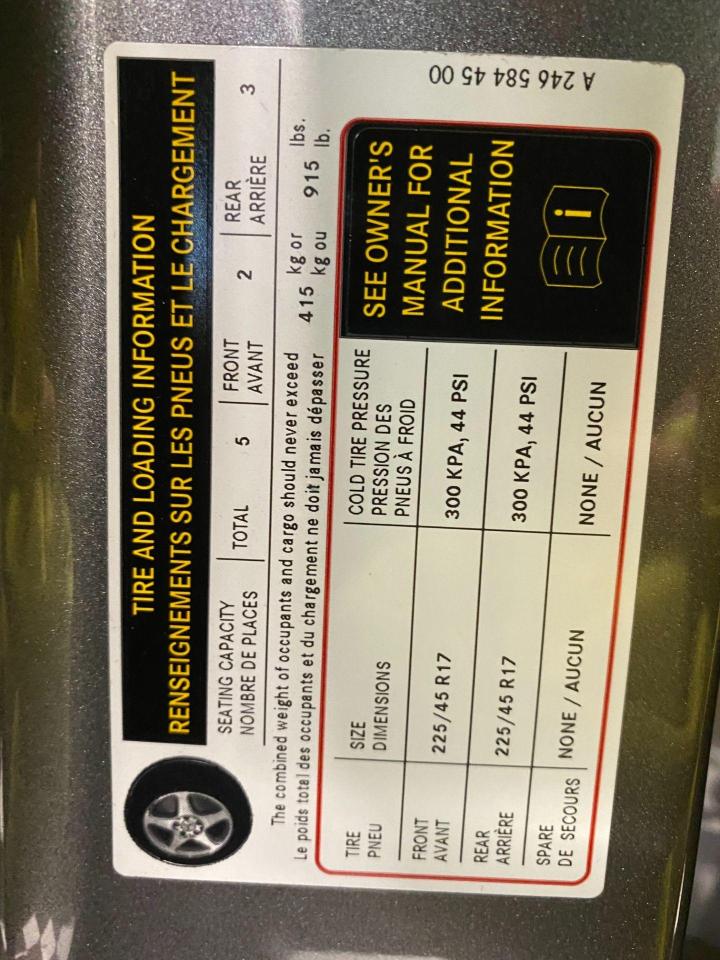 TIRE AND LOADING INFORMATION
RENSEIGNEMENTS SUR LES PNEUS ET LE CHARGEMENT
SEATING CAPACITY TOTAL 5 FRONT 2 REAR 3
NOMBRE DE PLACES AVANT ARRIÈRE
The combined weight of occupants and cargo should never exceed 415 kg or 915 lbs.
Le poids total des occupants et du chargement ne doit jamais dépasser kg ou lb.
TIRE SIZE COLD TIRE PRESSURE
PNEU DIMENSIONS PRESSION DES
PNEUS À FROID
FRONT 225/45 R17 300 KPA, 44 PSI
AVANT
REAR 225/45 R17 300 KPA, 44 PSI
ARRIÈRE
SPARE NONE / AUCUN NONE / AUCUN
DE SECOURS
SEE OWNER'S
MANUAL FOR
ADDITIONAL
INFORMATION
i
A 246 584 45 00